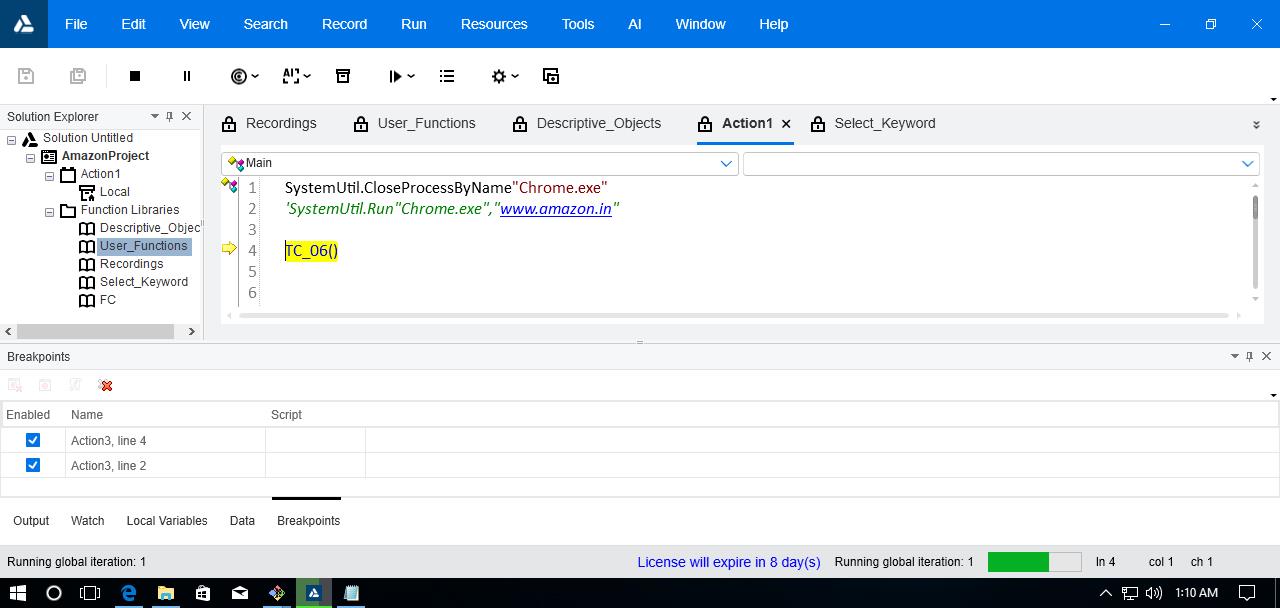 File Edit View Search Record Run Resources Tools AI Window Help
Solution Explorer
Solution Untitled
AmazonProject
Action1
Local
Function Libraries
Descriptive_Objec
User_Functions
Recordings
Select_Keyword
FC
Recordings User_Functions Descriptive_Objects Action1 Select_Keyword
Main
1 SystemUtil.CloseProcessByName"Chrome.exe"
2 'SystemUtil.Run"Chrome.exe","www.amazon.in"
3
4 TC_06()
5
6
Breakpoints
Enabled Name Script
Action3, line 4
Action3, line 2
Output Watch Local Variables Data Breakpoints
Running global iteration: 1 License will expire in 8 day(s) Running global iteration: 1 ln 4 col 1 ch 1
1:10 AM